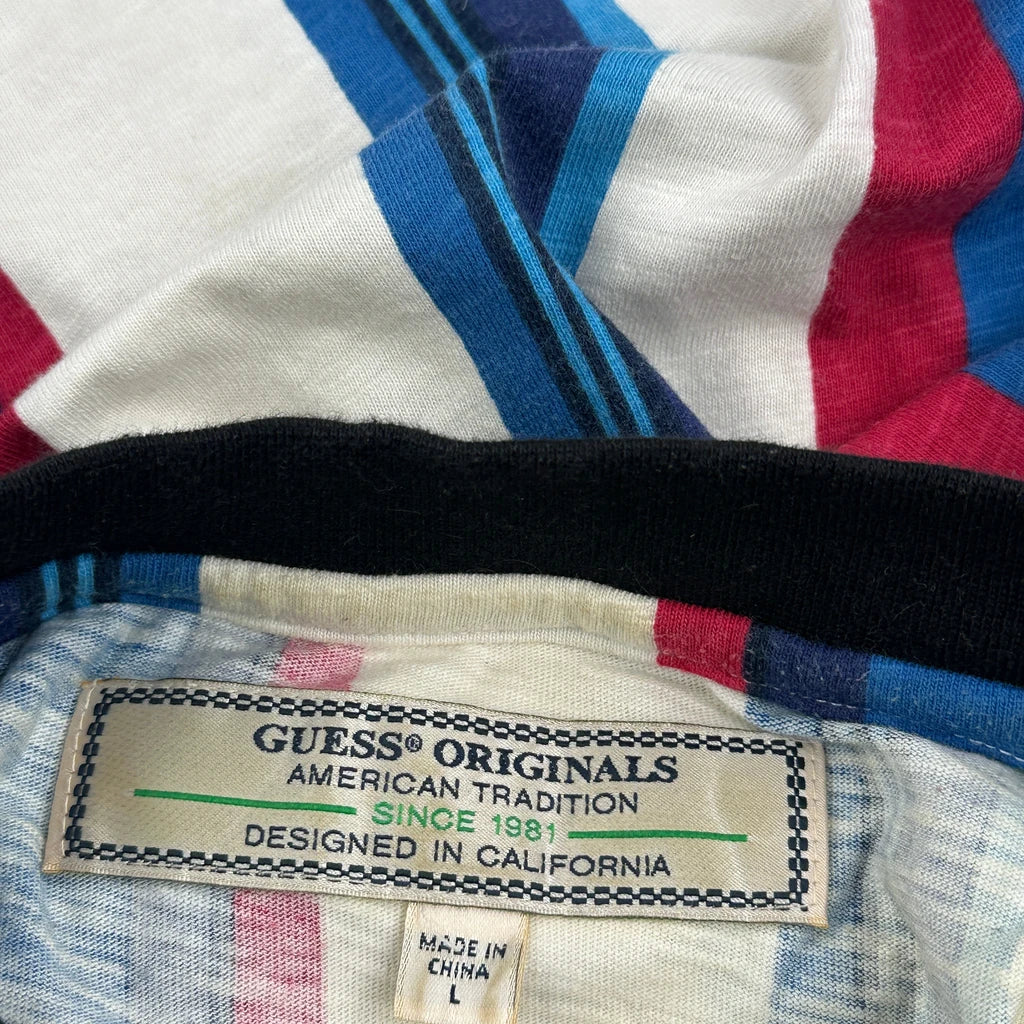 GUESS® ORIGINALS
AMERICAN TRADITION
SINCE 1981
DESIGNED IN CALIFORNIA
MADE IN
CHINA
L